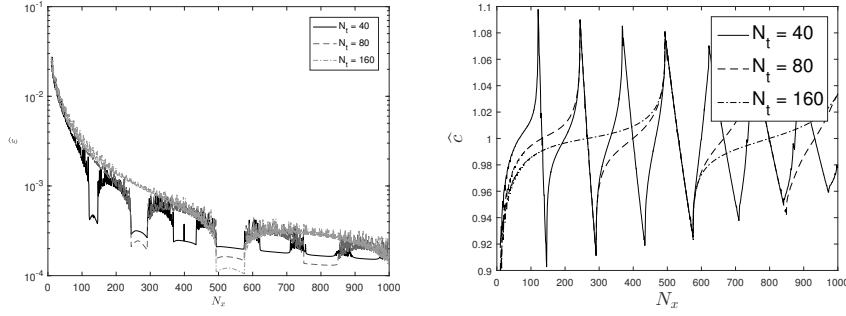 10^{-1}
10^{-2}
10^{-3}
10^{-4}
N_t = 40
N_t = 80
N_t = 160
0 100 200 300 400 500 600 700 800 900 1000
N_x
1.1
1.08
1.06
1.04
1.02
1
0.98
0.96
0.94
0.92
0.9
ĉ
N_t = 40
N_t = 80
N_t = 160
0 100 200 300 400 500 600 700 800 900 1000
N_x